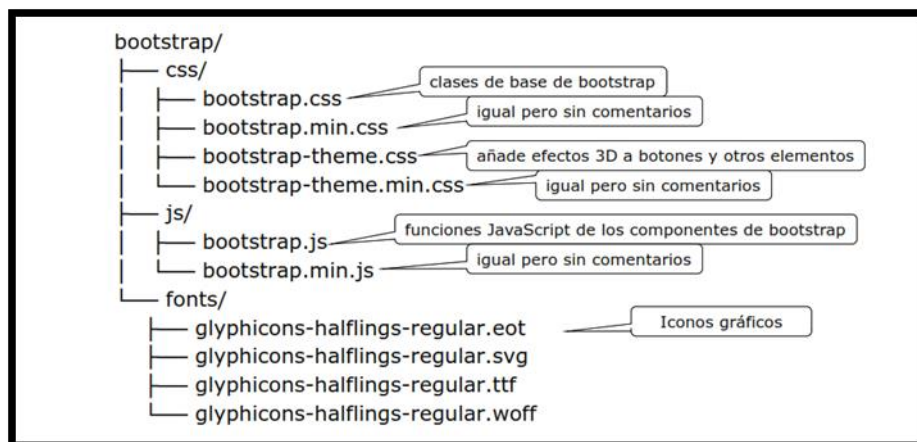 bootstrap/
├── css/
│ ├── bootstrap.css clases de base de bootstrap
│ ├── bootstrap.min.css igual pero sin comentarios
│ ├── bootstrap-theme.css añade efectos 3D a botones y otros elementos
│ └── bootstrap-theme.min.css igual pero sin comentarios
├── js/
│ ├── bootstrap.js funciones JavaScript de los componentes de bootstrap
│ └── bootstrap.min.js igual pero sin comentarios
└── fonts/
├── glyphicons-halflings-regular.eot Iconos gráficos
├── glyphicons-halflings-regular.svg
├── glyphicons-halflings-regular.ttf
└── glyphicons-halflings-regular.woff